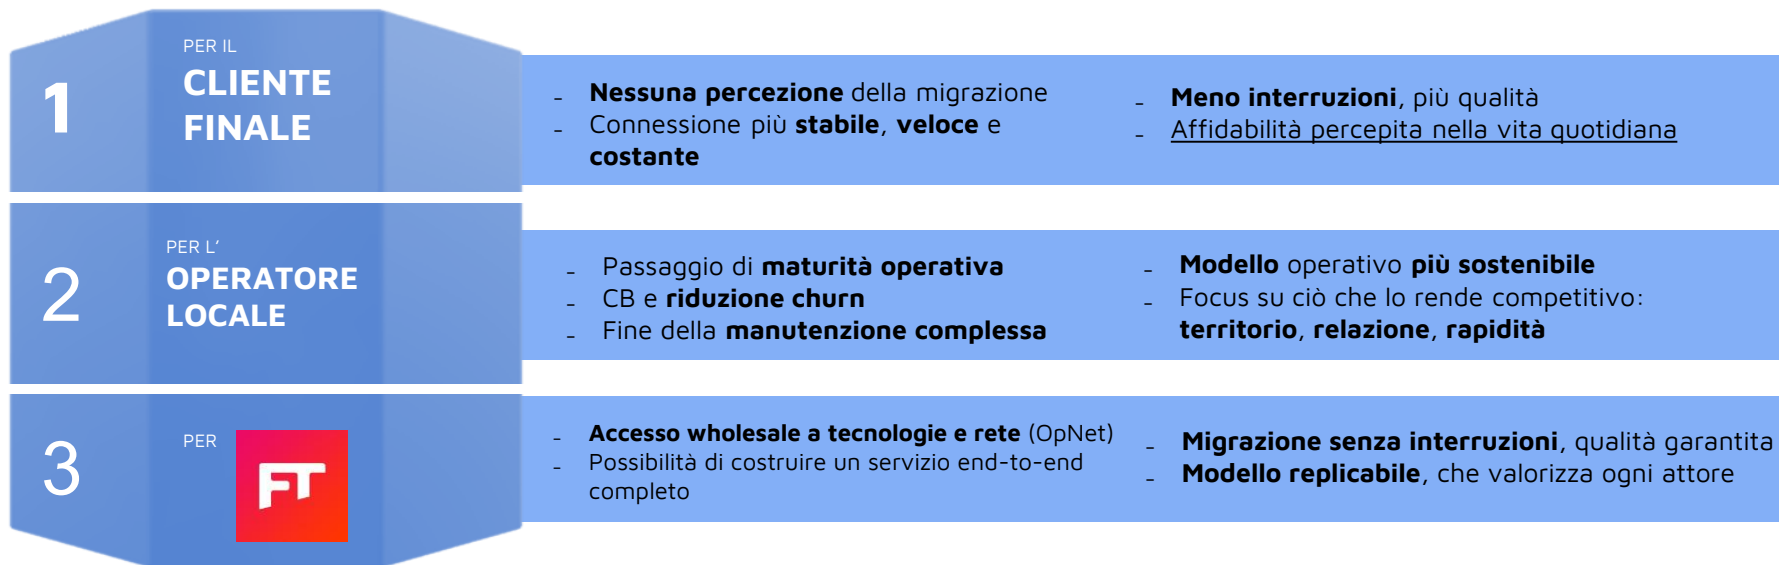 1
PER IL
CLIENTE
FINALE
- Nessuna percezione della migrazione
- Connessione più stabile, veloce e
costante
- Meno interruzioni, più qualità
- Affidabilità percepita nella vita quotidiana
2
PER L’
OPERATORE
LOCALE
- Passaggio di maturità operativa
- CB e riduzione churn
- Fine della manutenzione complessa
- Modello operativo più sostenibile
- Focus su ciò che lo rende competitivo:
territorio, relazione, rapidità
3
PER
FT
- Accesso wholesale a tecnologie e rete (OpNet)
- Possibilità di costruire un servizio end-to-end
completo
- Migrazione senza interruzioni, qualità garantita
- Modello replicabile, che valorizza ogni attore